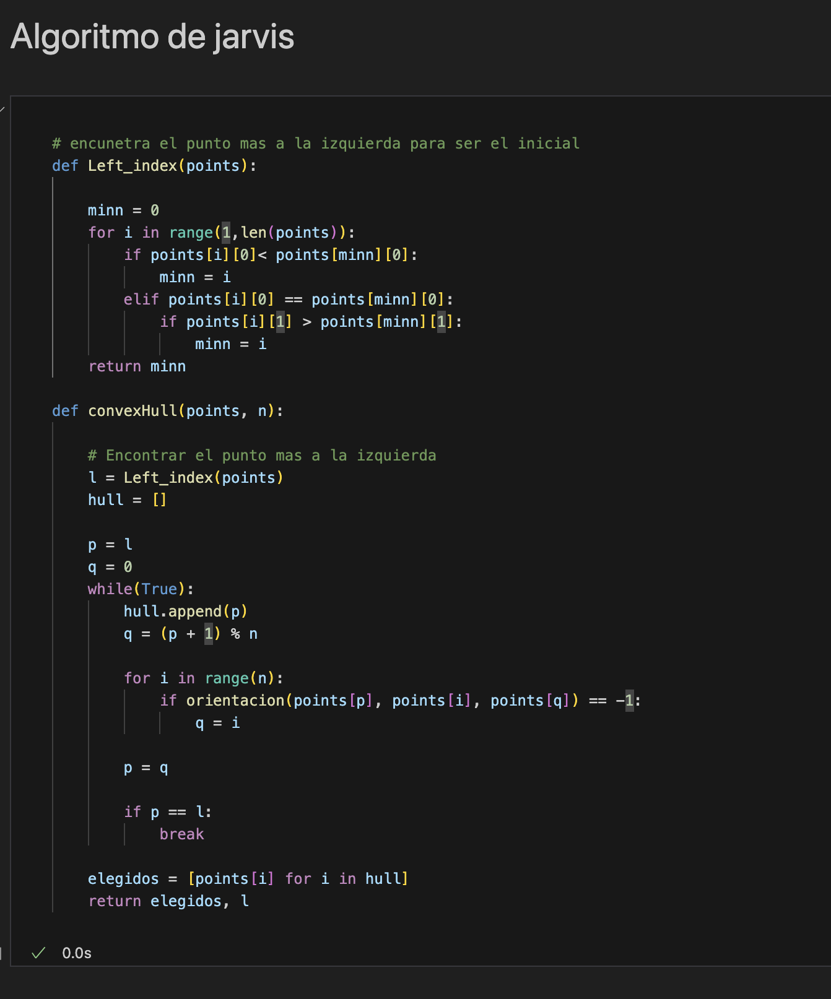 Algoritmo de jarvis
# encunetra el punto mas a la izquierda para ser el inicial
def Left_index(points):
minn = 0
for i in range(1,len(points)):
if points[i][0]< points[minn][0]:
minn = i
elif points[i][0] == points[minn][0]:
if points[i][1] > points[minn][1]:
minn = i
return minn
def convexHull(points, n):
# Encontrar el punto mas a la izquierda
l = Left_index(points)
hull = []
p = l
q = 0
while(True):
hull.append(p)
q = (p + 1) % n
for i in range(n):
if orientacion(points[p], points[i], points[q]) == -1:
q = i
p = q
if p == l:
break
elegidos = [points[i] for i in hull]
return elegidos, l
0.0s